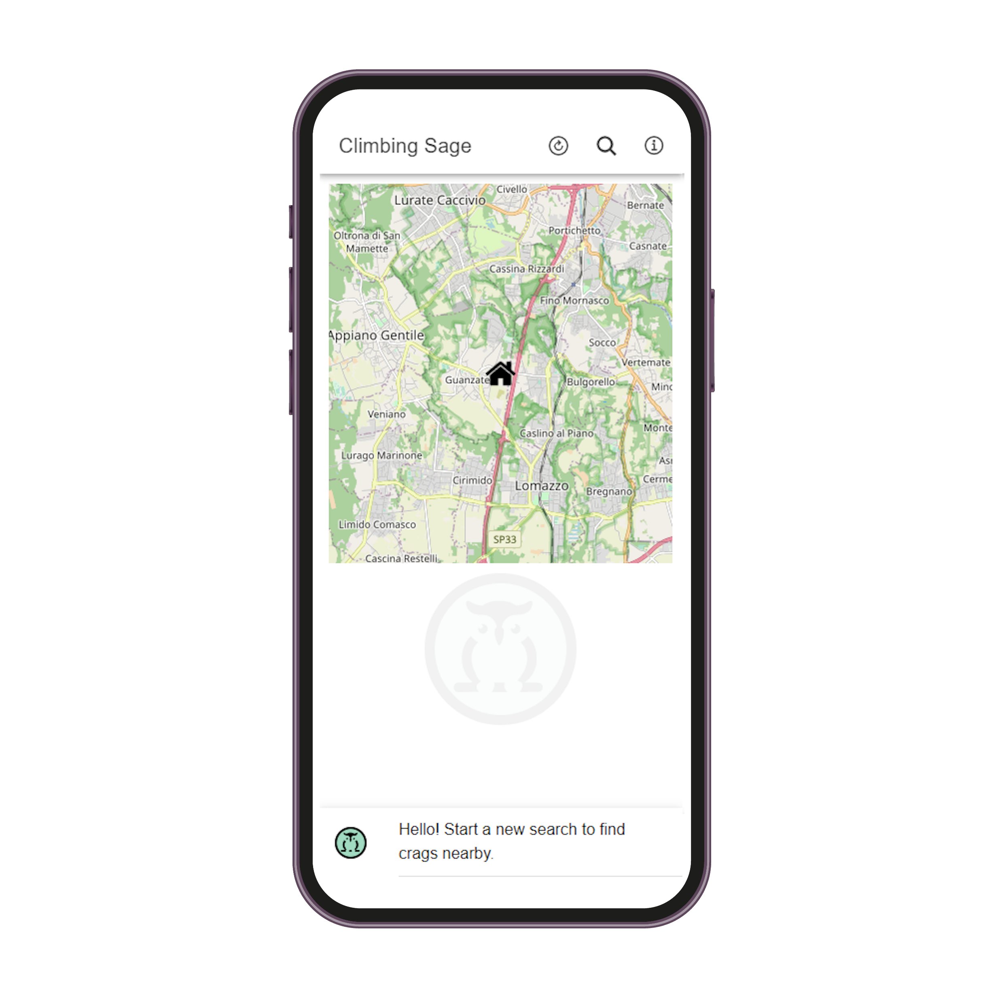 Climbing Sage
Civello
Lurate Caccivio
Bernate
Portichetto
Oltrona di San
Mamette
Casnate
Cassina Rizzardi
Fino Mornasco
Appiano Gentile
Socco
Vertemate
Guanzate
Bulgorello
Minc
Veniano
Monte
Caslino al Piano
Lurago Marinone
Asr
Cirimido
Cerme
Lomazzo
Bregnano
Limido Comasco
SP33
Cascina Restelli
Hello! Start a new search to find
crags nearby.